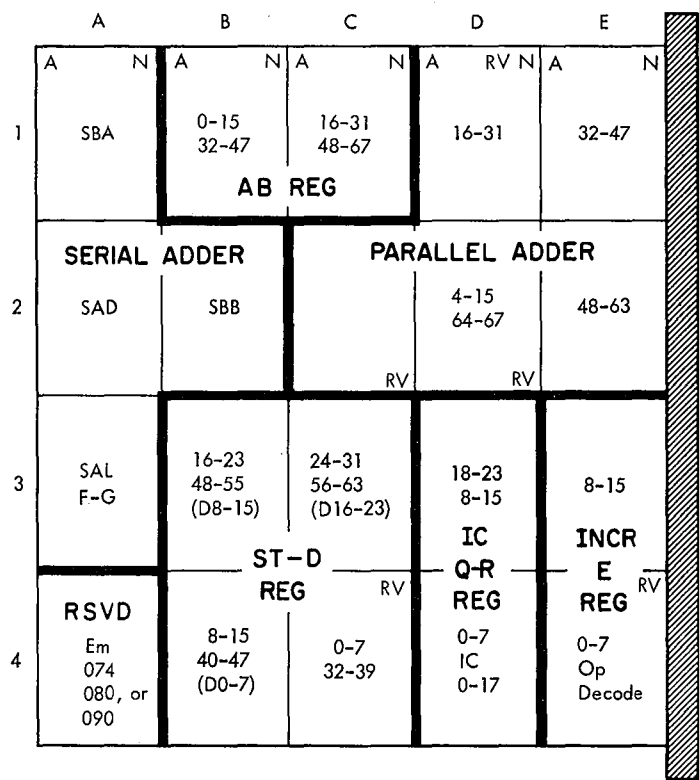 A B C D E
A N A N A N A RV N A N
1 SBA 0-15 16-31 16-31 32-47
32-47 48-67
AB REG
SERIAL ADDER PARALLEL ADDER
2 SAD SBB 4-15 48-63
64-67
RV RV
3 SAL 16-23 24-31 18-23 8-15
F-G 48-55 56-63 8-15
(D8-15) (D16-23)
ST-D IC INCR
REG RV Q-R E RV
REG REG
RSVD
4 Em 8-15 0-7 0-7 0-7
074 40-47 32-39 IC Op
080, or (D0-7) 0-17 Decode
090